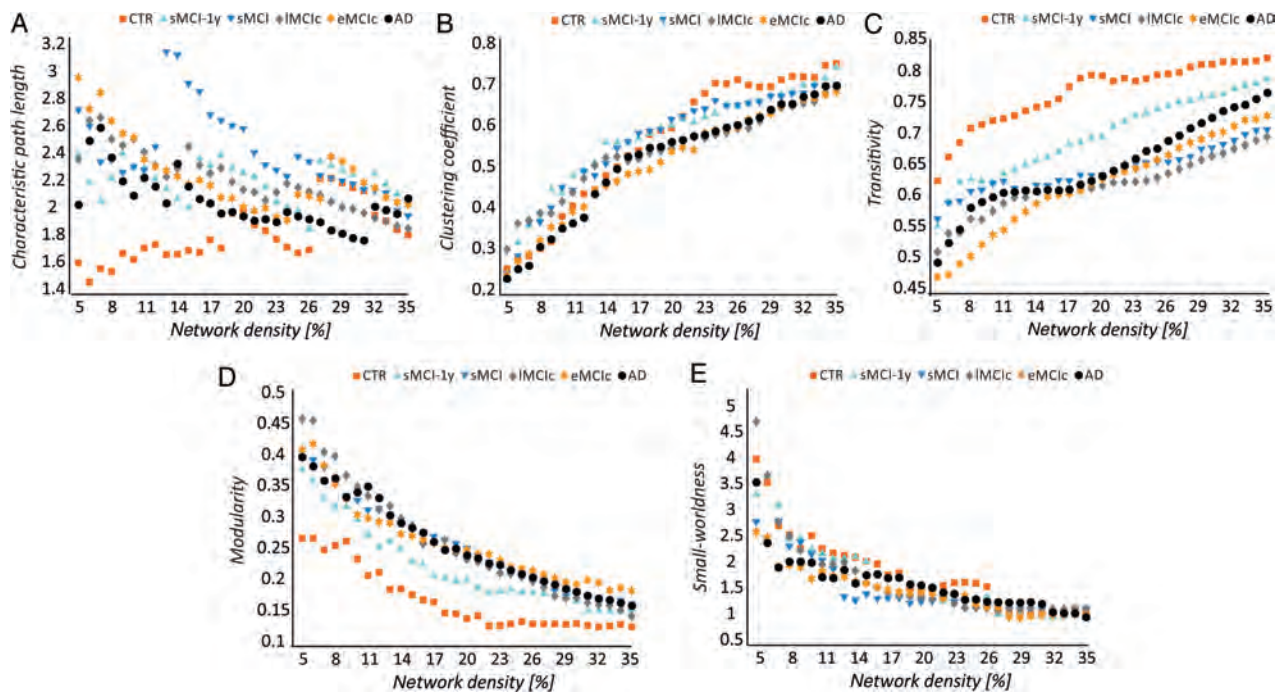 A
CTR sMCI-1y sMCI lMCIc eMCIc AD
Characteristic path length
3.2
3
2.8
2.6
2.4
2.2
2
1.8
1.6
1.4
5 8 11 14 17 20 23 26 29 32 35
Network density [%]
B
CTR sMCI-1y sMCI lMCIc eMCIc AD
Clustering coefficient
0.8
0.7
0.6
0.5
0.4
0.3
0.2
5 8 11 14 17 20 23 26 29 32 35
Network density [%]
C
CTR sMCI-1y sMCI lMCIc eMCIc AD
Transitivity
0.85
0.8
0.75
0.7
0.65
0.6
0.55
0.5
0.45
5 8 11 14 17 20 23 26 29 32 35
Network density [%]
D
CTR sMCI-1y sMCI lMCIc eMCIc AD
Modularity
0.5
0.45
0.4
0.35
0.3
0.25
0.2
0.15
0.1
5 8 11 14 17 20 23 26 29 32 35
Network density [%]
E
CTR sMCI-1y sMCI lMCIc eMCIc AD
Small-worldness
5
4.5
4
3.5
3
2.5
2
1.5
1
0.5
5 8 11 14 17 20 23 26 29 32 35
Network density [%]